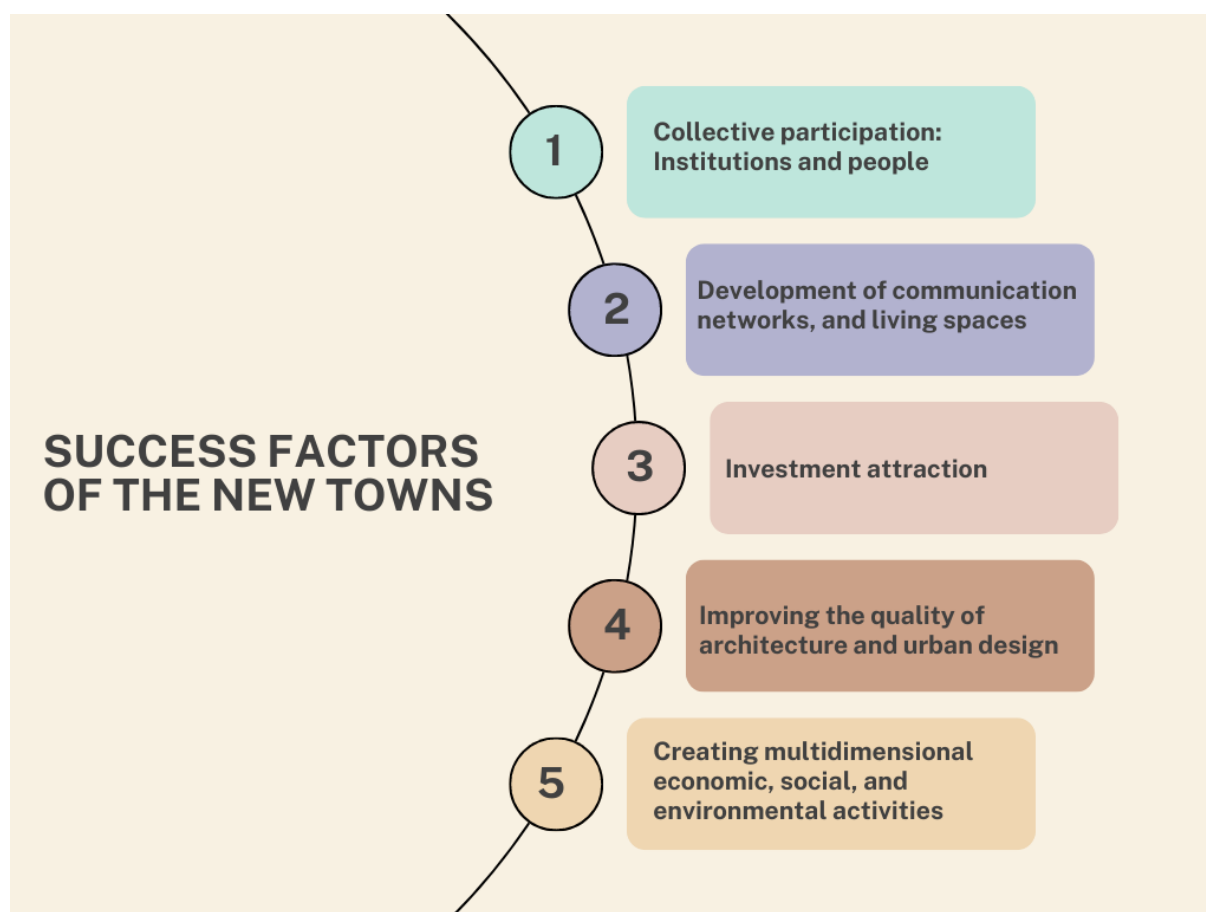 SUCCESS FACTORS
OF THE NEW TOWNS
1
Collective participation:
Institutions and people
2
Development of communication
networks, and living spaces
3
Investment attraction
4
Improving the quality of
architecture and urban design
5
Creating multidimensional
economic, social, and
environmental activities